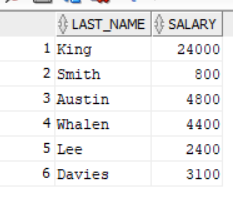 LAST_NAME SALARY
1 King 24000
2 Smith 800
3 Austin 4800
4 Whalen 4400
5 Lee 2400
6 Davies 3100